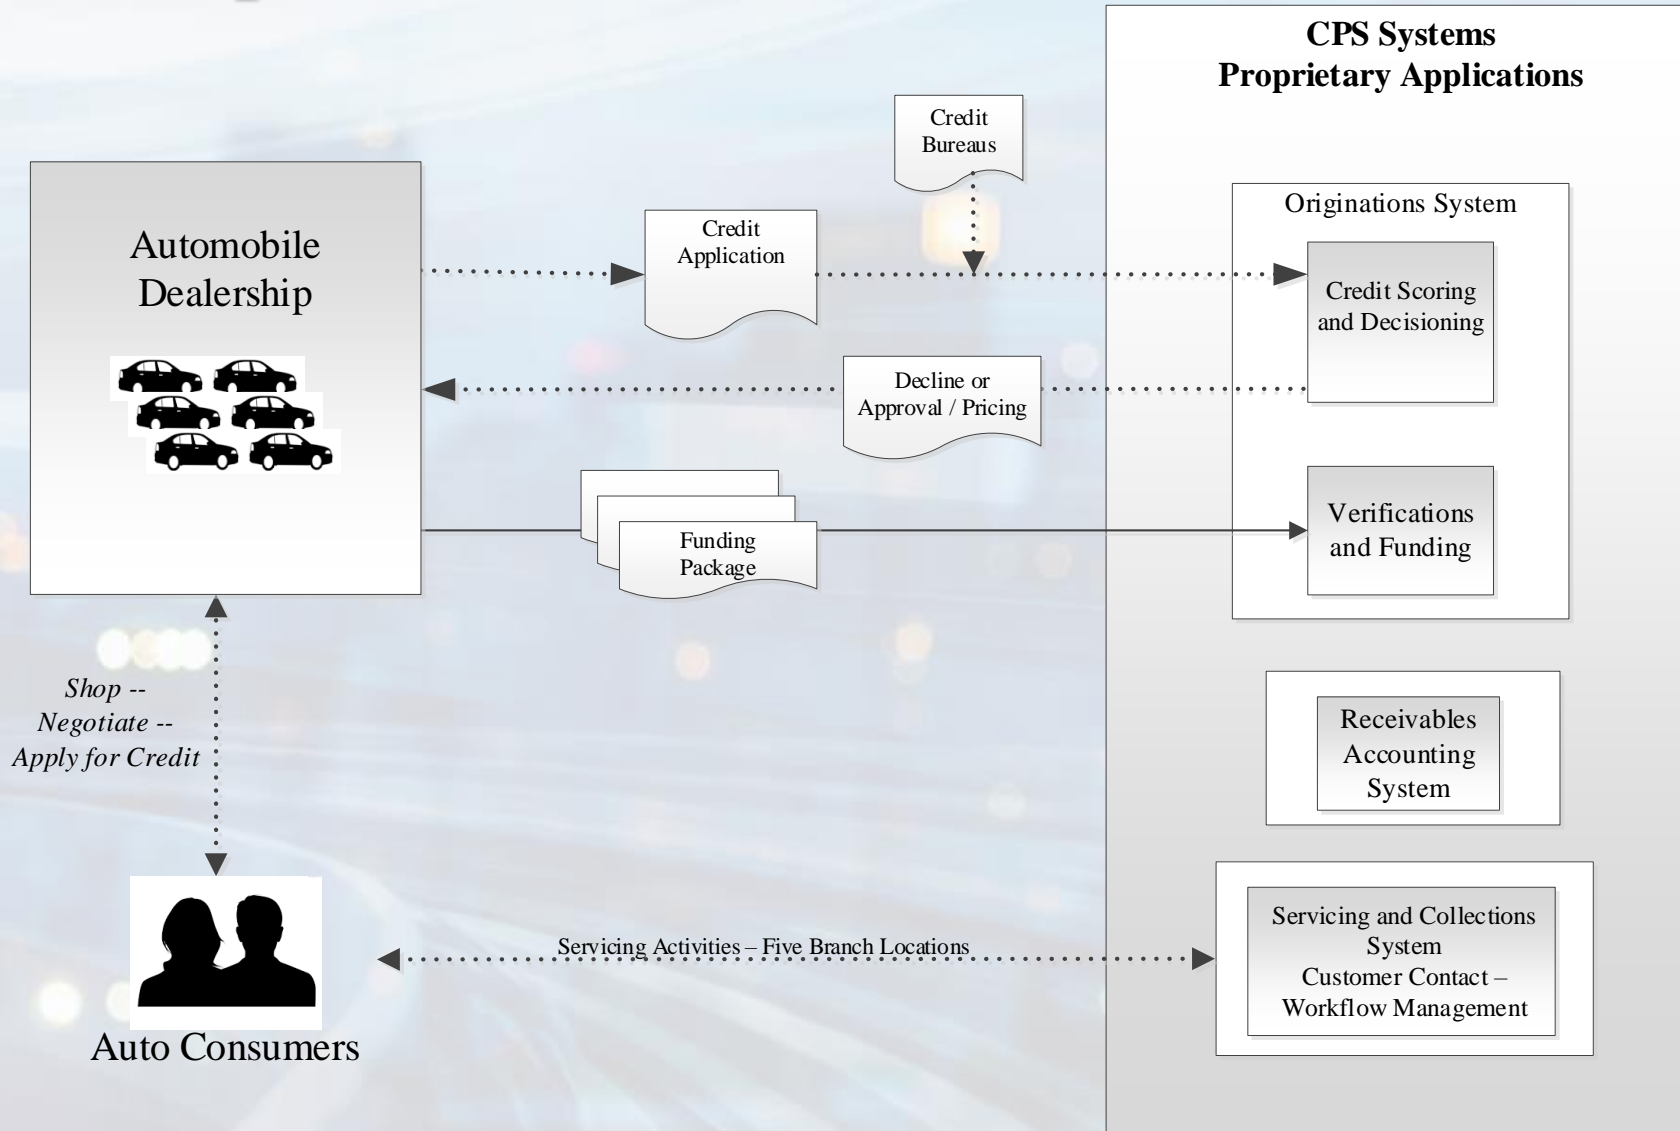 CPS Systems
Proprietary Applications
Credit
Bureaus
Originations System
Automobile
Dealership
Credit
Application
Credit Scoring
and Decisioning
Decline or
Approval / Pricing
Verifications
and Funding
Funding
Package
Shop --
Negotiate --
Apply for Credit
Receivables
Accounting
System
Servicing Activities – Five Branch Locations
Servicing and Collections
System
Customer Contact –
Workflow Management
Auto Consumers